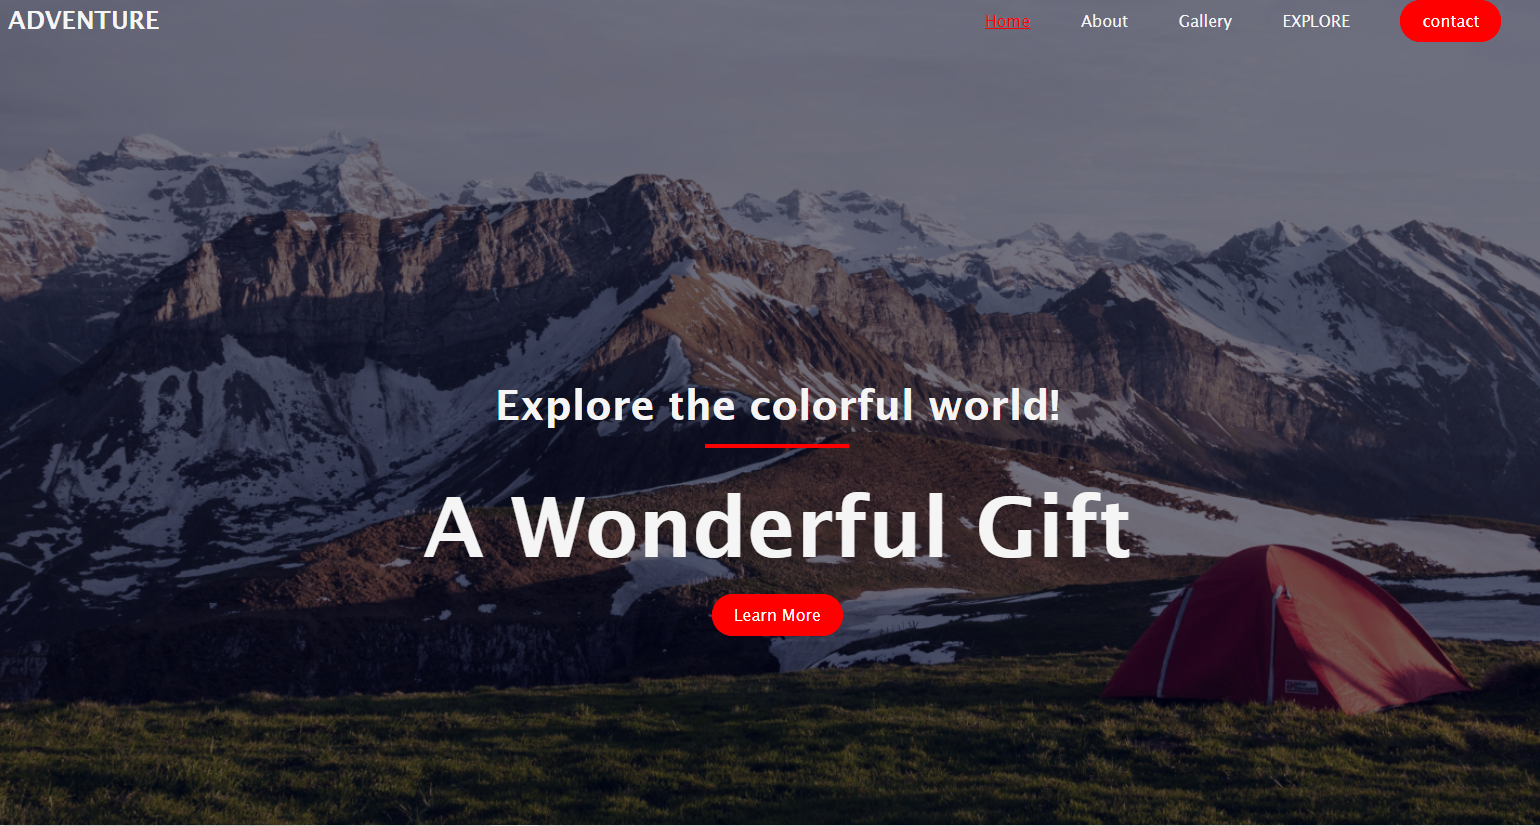 ADVENTURE
Home About Gallery EXPLORE contact
Explore the colorful world!
A Wonderful Gift
Learn More